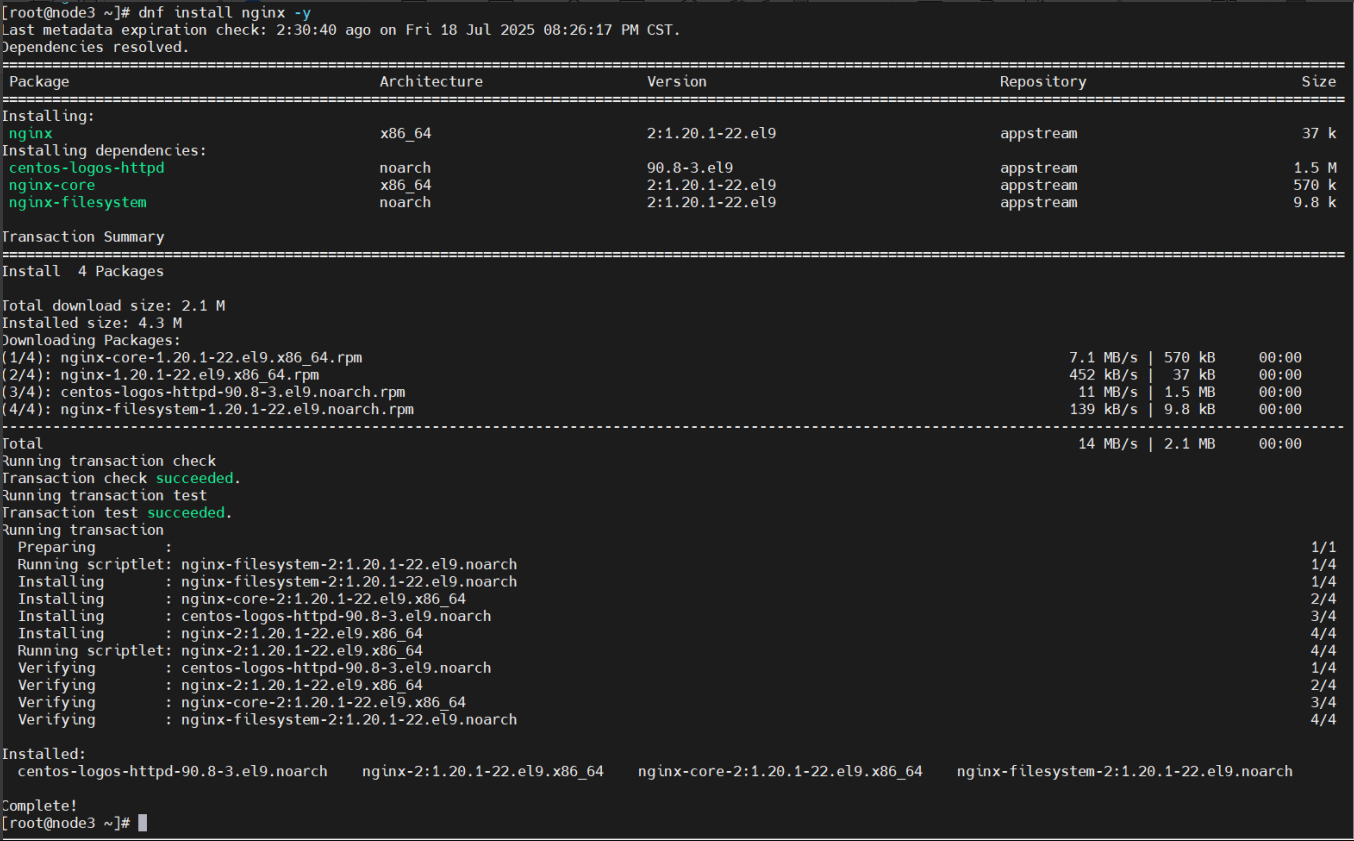 [root@node3 ~]# dnf install nginx -y
Last metadata expiration check: 2:30:40 ago on Fri 18 Jul 2025 08:26:17 PM CST.
Dependencies resolved.
================================================================================
Package Architecture Version Repository Size
================================================================================
Installing:
nginx x86_64 2:1.20.1-22.el9 appstream 37 k
Installing dependencies:
centos-logos-httpd noarch 90.8-3.el9 appstream 1.5 M
nginx-core x86_64 2:1.20.1-22.el9 appstream 570 k
nginx-filesystem noarch 2:1.20.1-22.el9 appstream 9.8 k
Transaction Summary
================================================================================
Install 4 Packages
Total download size: 2.1 M
Installed size: 4.3 M
Downloading Packages:
(1/4): nginx-core-1.20.1-22.el9.x86_64.rpm 7.1 MB/s | 570 kB 00:00
(2/4): nginx-1.20.1-22.el9.x86_64.rpm 452 kB/s | 37 kB 00:00
(3/4): centos-logos-httpd-90.8-3.el9.noarch.rpm 11 MB/s | 1.5 MB 00:00
(4/4): nginx-filesystem-1.20.1-22.el9.noarch.rpm 139 kB/s | 9.8 kB 00:00
--------------------------------------------------------------------------------
Total 14 MB/s | 2.1 MB 00:00
Running transaction check
Transaction check succeeded.
Running transaction test
Transaction test succeeded.
Running transaction
Preparing : 1/1
Running scriptlet: nginx-filesystem-2:1.20.1-22.el9.noarch 1/4
Installing : nginx-filesystem-2:1.20.1-22.el9.noarch 1/4
Installing : nginx-core-2:1.20.1-22.el9.x86_64 2/4
Installing : centos-logos-httpd-90.8-3.el9.noarch 3/4
Installing : nginx-2:1.20.1-22.el9.x86_64 4/4
Running scriptlet: nginx-2:1.20.1-22.el9.x86_64 4/4
Verifying : centos-logos-httpd-90.8-3.el9.noarch 1/4
Verifying : nginx-2:1.20.1-22.el9.x86_64 2/4
Verifying : nginx-core-2:1.20.1-22.el9.x86_64 3/4
Verifying : nginx-filesystem-2:1.20.1-22.el9.noarch 4/4
Installed:
centos-logos-httpd-90.8-3.el9.noarch nginx-2:1.20.1-22.el9.x86_64 nginx-core-2:1.20.1-22.el9.x86_64 nginx-filesystem-2:1.20.1-22.el9.noarch
Complete!
[root@node3 ~]#